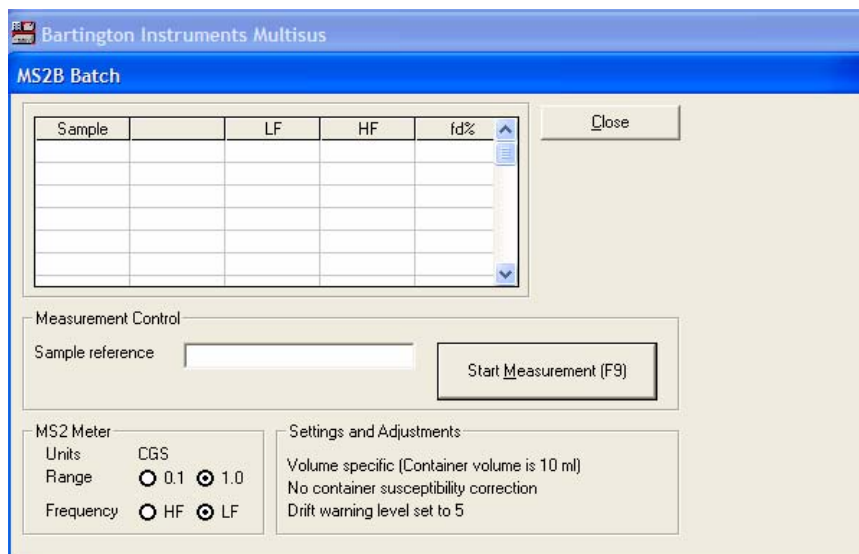 Bartington Instruments Multisus
MS2B Batch
Sample LF HF fd%
Close
Measurement Control
Sample reference
Start Measurement (F9)
MS2 Meter
Units CGS
Range 0.1 1.0
Frequency HF LF
Settings and Adjustments
Volume specific (Container volume is 10 ml)
No container susceptibility correction
Drift warning level set to 5